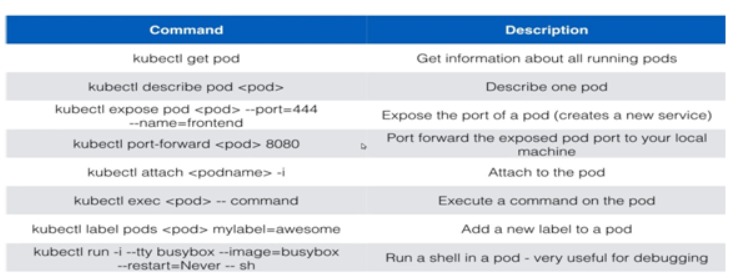 Command Description
kubectl get pod Get information about all running pods
kubectl describe pod <pod> Describe one pod
kubectl expose pod <pod> --port=444
--name=frontend Expose the port of a pod (creates a new service)
kubectl port-forward <pod> 8080 Port forward the exposed pod port to your local
machine
kubectl attach <podname> -i Attach to the pod
kubectl exec <pod> -- command Execute a command on the pod
kubectl label pods <pod> mylabel=awesome Add a new label to a pod
kubectl run -i --tty busybox --image=busybox
--restart=Never -- sh Run a shell in a pod - very useful for debugging